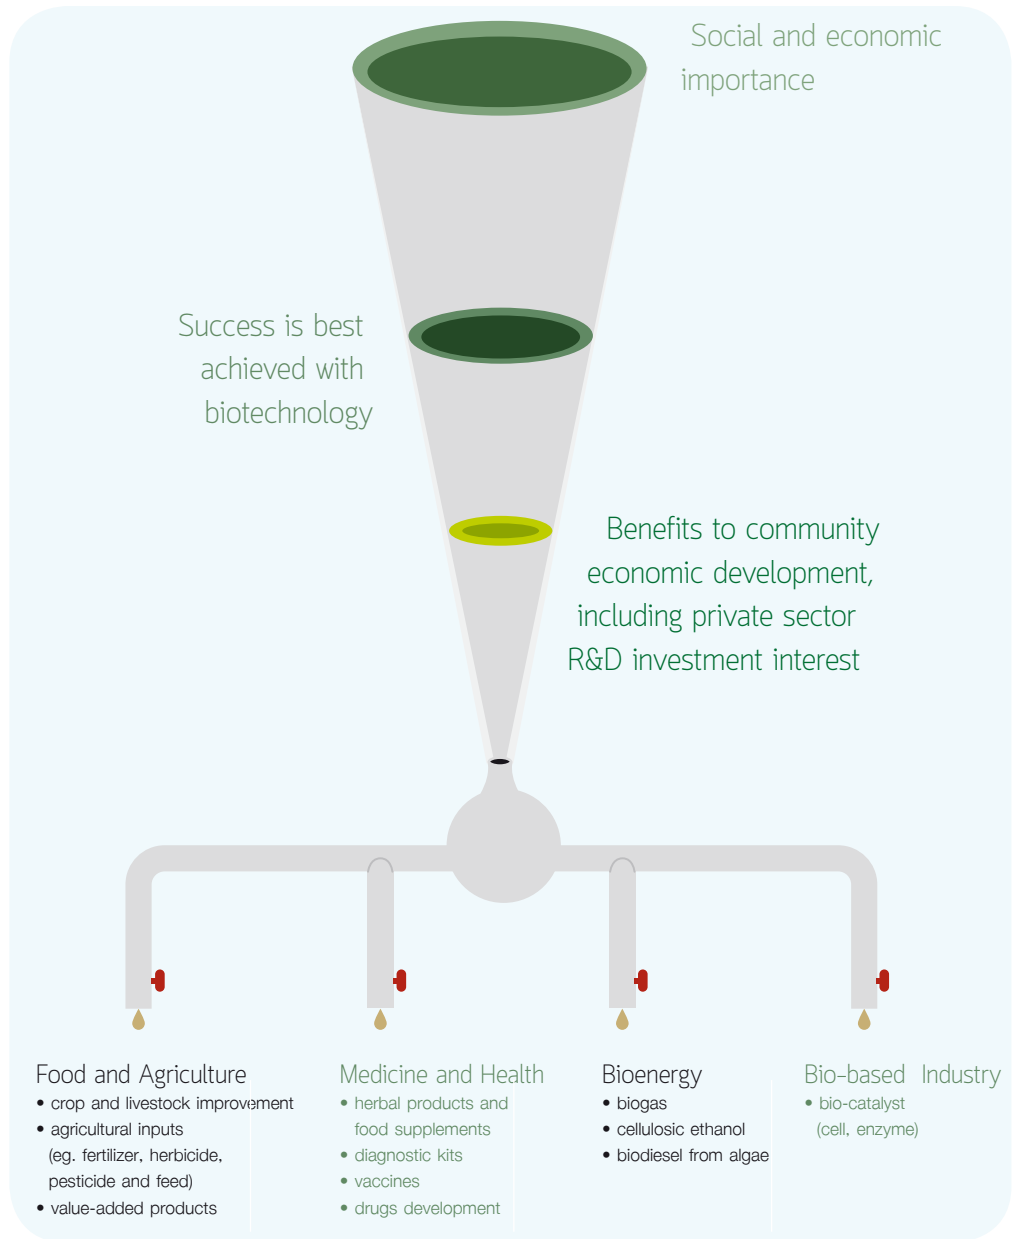 Social and economic
importance
Success is best
achieved with
biotechnology
Benefits to community
economic development,
including private sector
R&D investment interest
Food and Agriculture
• crop and livestock improvement
• agricultural inputs
(eg. fertilizer, herbicide,
pesticide and feed)
• value-added products
Medicine and Health
• herbal products and
food supplements
• diagnostic kits
• vaccines
• drugs development
Bioenergy
• biogas
• cellulosic ethanol
• biodiesel from algae
Bio-based Industry
• bio-catalyst
(cell, enzyme)